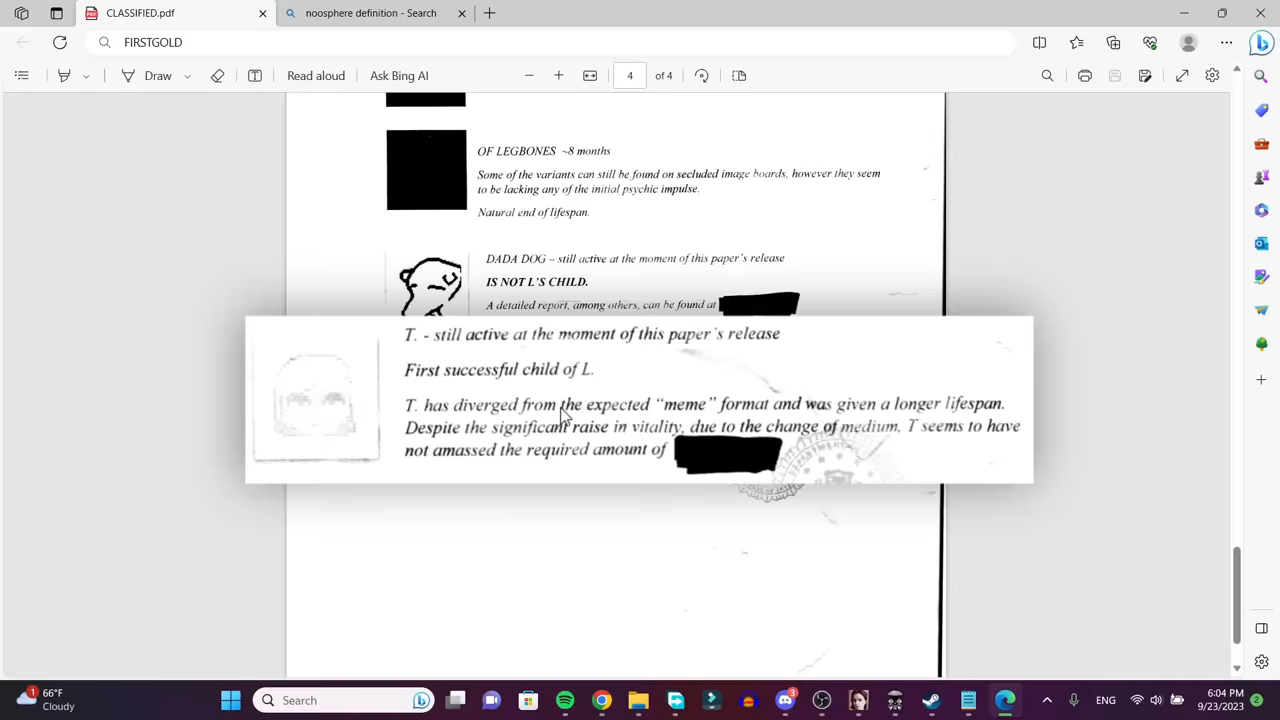 CLASSIFIED.pdf
noosphere definition - Search
FIRSTGOLD
Draw
Read aloud
Ask Bing AI
4
of 4
OF LEGBONES ~8 months
Some of the variants can still be found on secluded image boards, however they seem
to be lacking any of the initial psychic impulse.
Natural end of lifespan.
DADA DOG – still active at the moment of this paper's release
IS NOT L'S CHILD.
A detailed report, among others, can be found at
T. - still active at the moment of this paper's release
First successful child of L.
T. has diverged from the expected “meme” format and was given a longer lifespan.
Despite the significant raise in vitality, due to the change of medium, T seems to have
not amassed the required amount of
1
66°F
Cloudy
Search
3
ENG
6:04 PM
9/23/2023
2